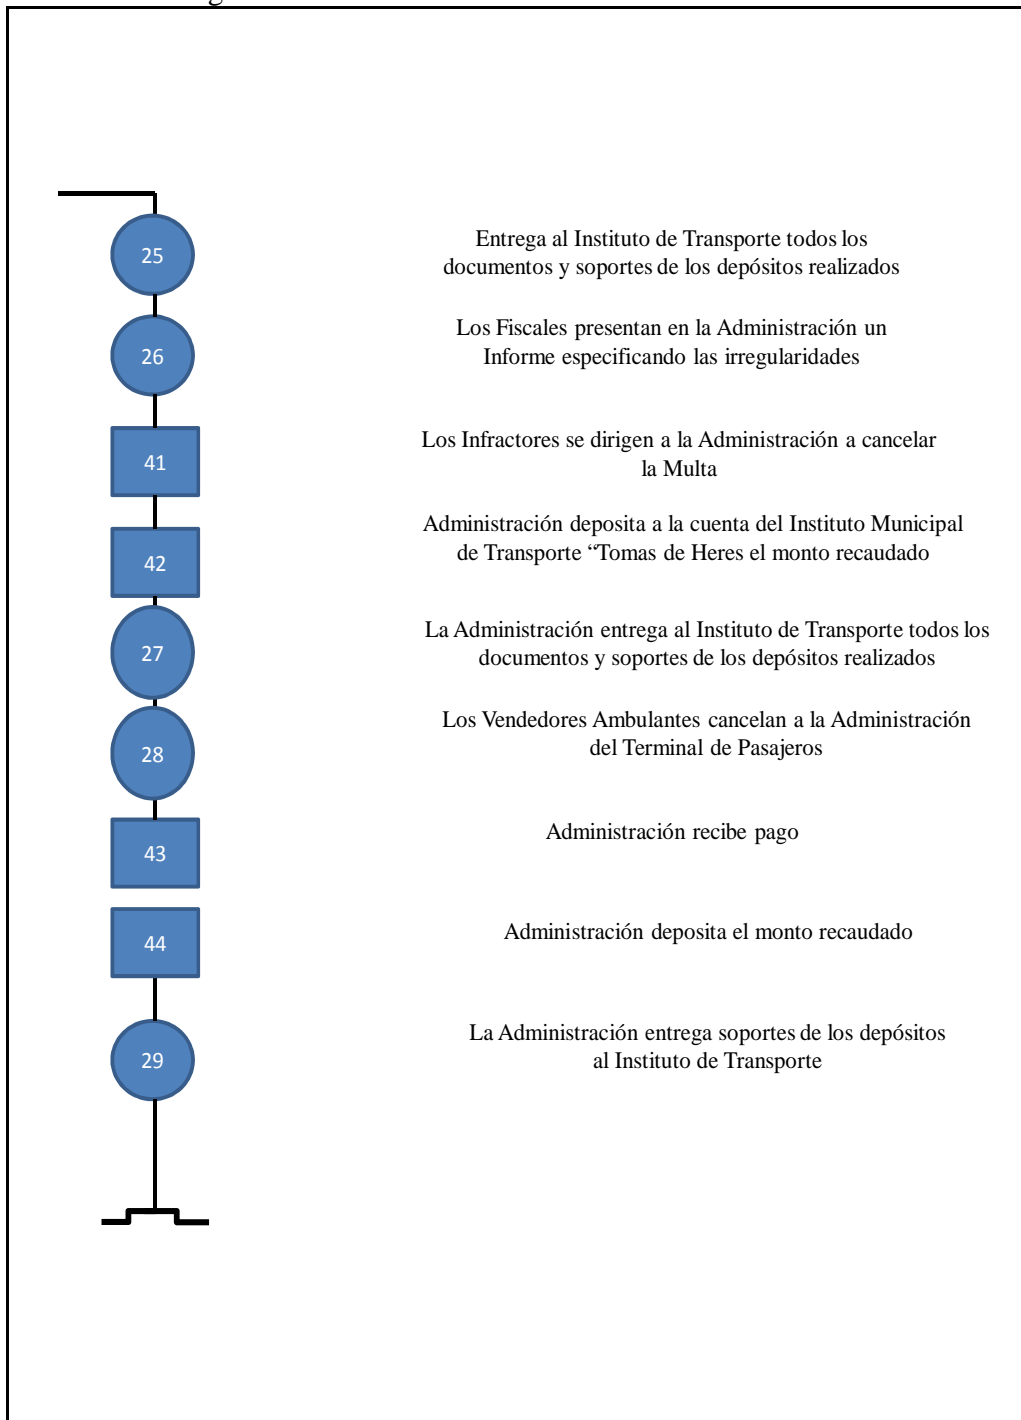 25
Entrega al Instituto de Transporte todos los
documentos y soportes de los depósitos realizados
26
Los Fiscales presentan en la Administración un
Informe especificando las irregularidades
41
Los Infractores se dirigen a la Administración a cancelar
la Multa
42
Administración deposita a la cuenta del Instituto Municipal
de Transporte “Tomas de Heres el monto recaudado
27
La Administración entrega al Instituto de Transporte todos los
documentos y soportes de los depósitos realizados
28
Los Vendedores Ambulantes cancelan a la Administración
del Terminal de Pasajeros
43
Administración recibe pago
44
Administración deposita el monto recaudado
29
La Administración entrega soportes de los depósitos
al Instituto de Transporte